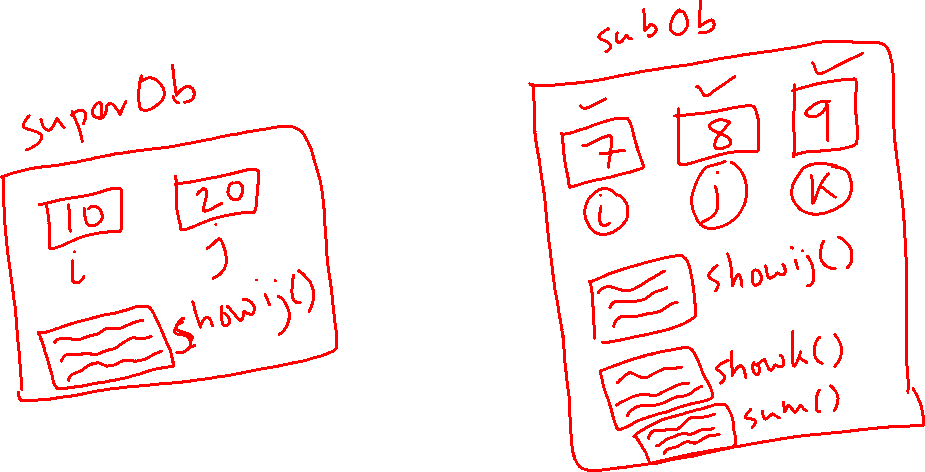 superOb
10 20
i j
showij()
subOb
7 8 9
i j k
showij()
showk()
sum()